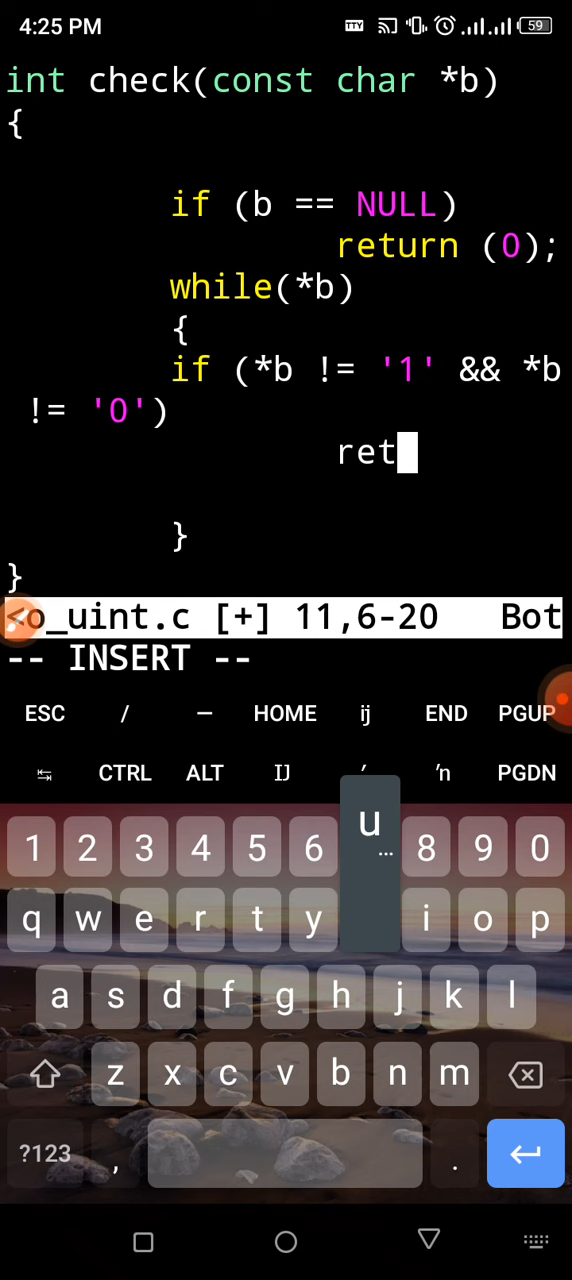 4:25 PM
TTY
59
int check(const char *b)
{
if (b == NULL)
return (0);
while(*b)
{
if (*b != '1' && *b
!= '0')
ret
}
}
<o_uint.c [+] 11,6-20 Bot
-- INSERT --
ESC / — HOME ĳ END PGUP
↹ CTRL ALT Ĳ ′ ŉ PGDN
u
...
1 2 3 4 5 6 8 9 0
q w e r t y i o p
a s d f g h j k l
z x c v b n m
?123 , .